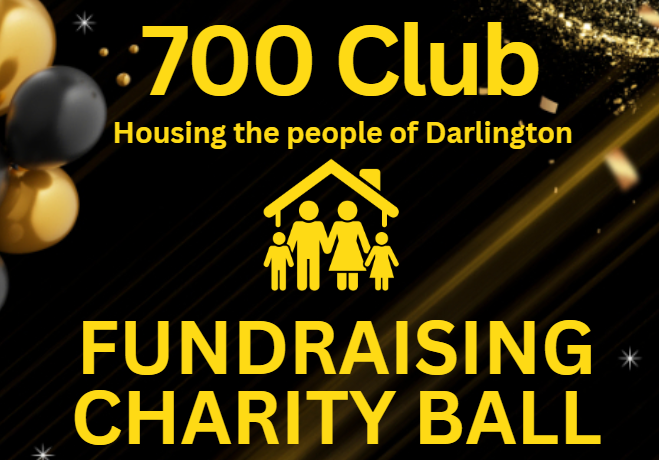 700 Club
Housing the people of Darlington
FUNDRAISING
CHARITY BALL